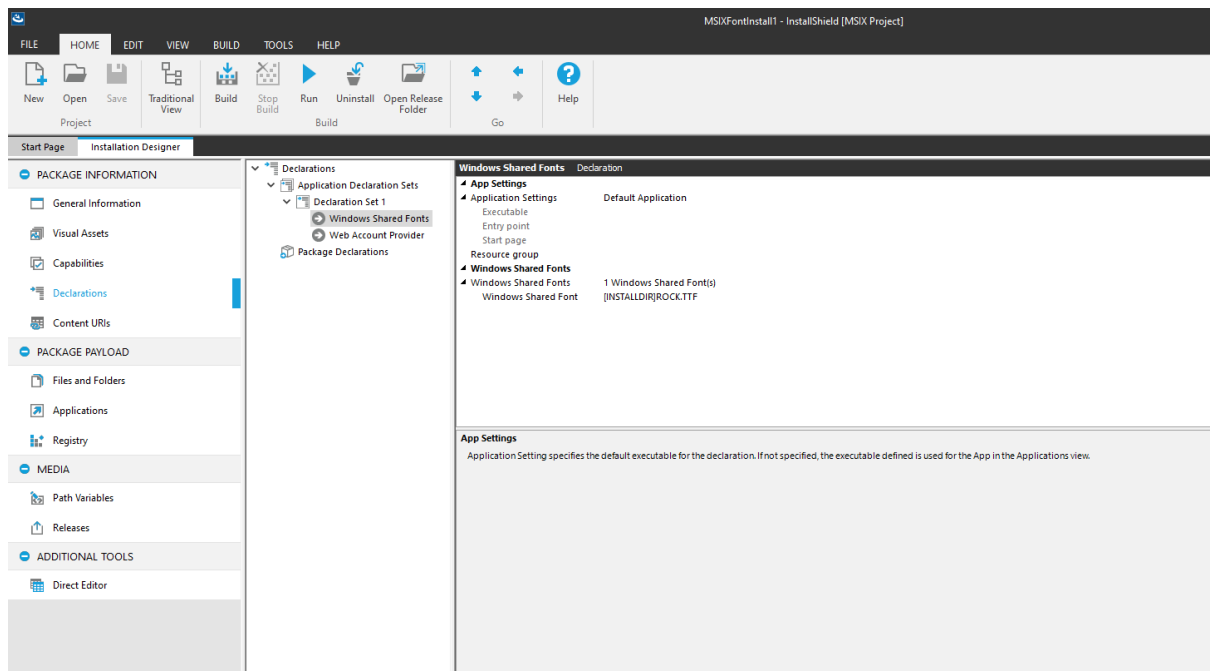 MSIXFontInstall1 - InstallShield [MSIX Project]
FILE HOME EDIT VIEW BUILD TOOLS HELP
New Open Save Traditional View Build Stop Build Run Uninstall Open Release Folder Help
Project Build Go
Start Page Installation Designer
PACKAGE INFORMATION
General Information
Visual Assets
Capabilities
Declarations
Content URIs
PACKAGE PAYLOAD
Files and Folders
Applications
Registry
MEDIA
Path Variables
Releases
ADDITIONAL TOOLS
Direct Editor
Declarations
Application Declaration Sets
Declaration Set 1
Windows Shared Fonts
Web Account Provider
Package Declarations
Windows Shared Fonts Declaration
App Settings
Application Settings Default Application
Executable
Entry point
Start page
Resource group
Windows Shared Fonts
Windows Shared Fonts 1 Windows Shared Font(s)
Windows Shared Font [INSTALLDIR]ROCK.TTF
App Settings
Application Setting specifies the default executable for the declaration. If not specified, the executable defined is used for the App in the Applications view.